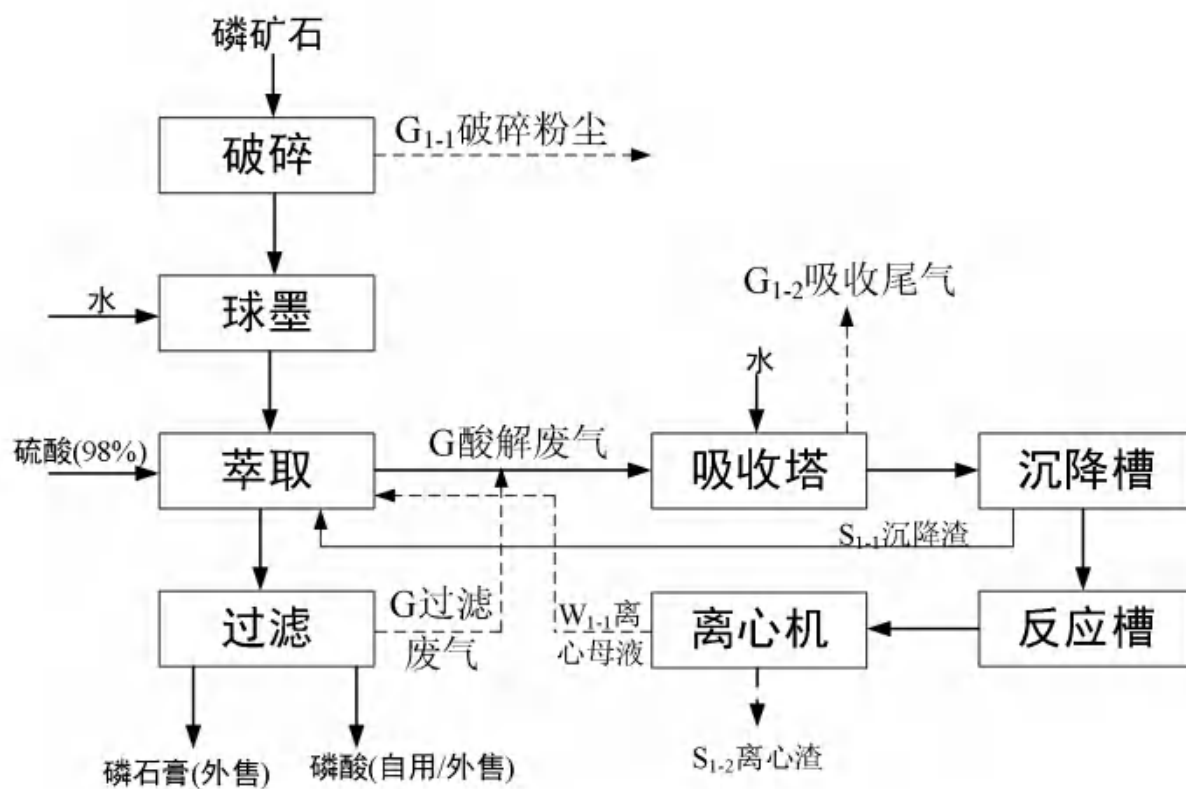 磷矿石
破碎
G1-1破碎粉尘
水
球墨
G1-2吸收尾气
水
硫酸(98%)
萃取
G酸解废气
吸收塔
沉降槽
S1-1沉降渣
过滤
G过滤
废气
W1-1离
心母液
离心机
反应槽
磷石膏(外售)
磷酸(自用/外售)
S1-2离心渣